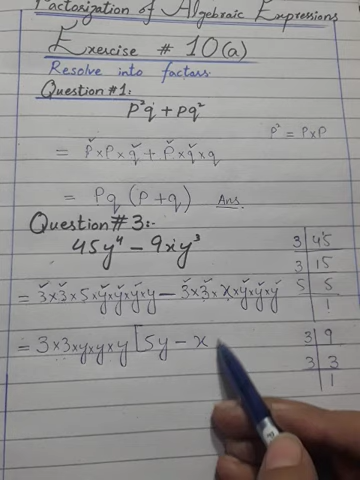 Factorization of Algebraic Expressions
Exercise # 10(a)
Resolve into factors.
Question #1:
p²q + pq²
p² = p×p
= p×p×q + p×q×q
= pq (p+q) Ans.
Question #3:-
45y⁴ − 9xy³
3 | 45
3 | 15
5 | 5
1
= 3×3×5×y×y×y×y − 3×3×x×y×y×y
= 3×3×y×y×y [5y − x
3 | 9
3 | 3
1